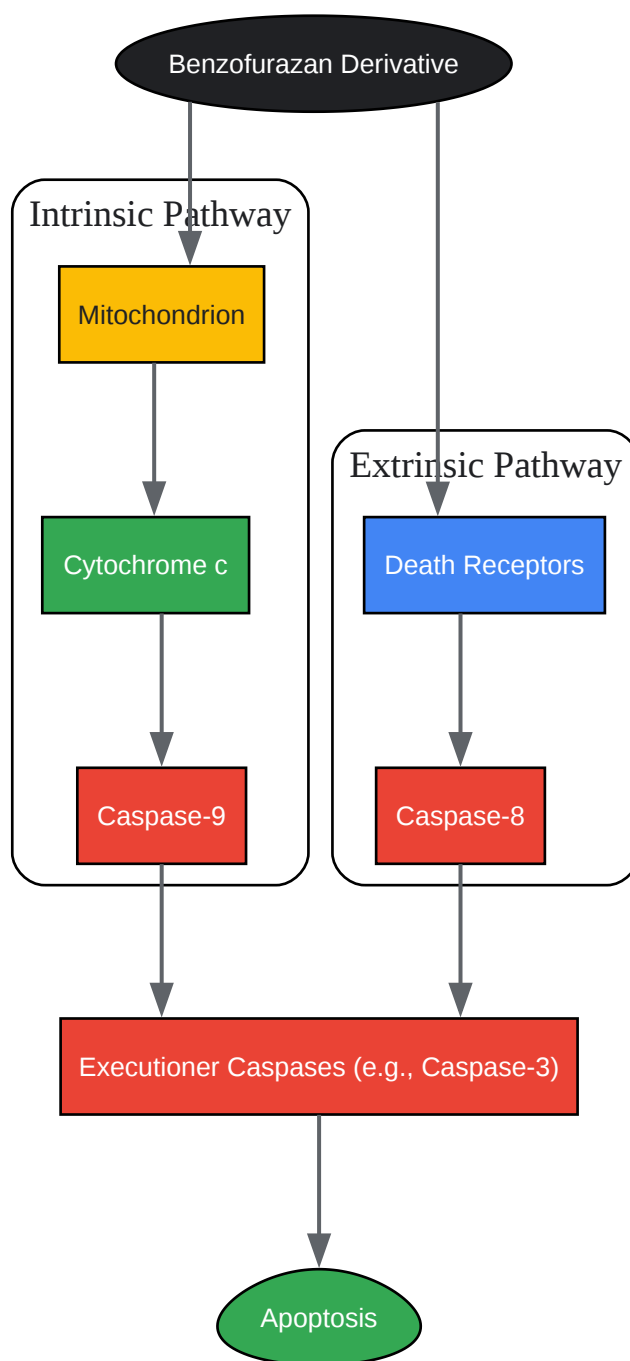 Benzofurazan Derivative
Intrinsic Pathway
Mitochondrion
Extrinsic Pathway
Cytochrome c
Death Receptors
Caspase-9
Caspase-8
Executioner Caspases (e.g., Caspase-3)
Apoptosis